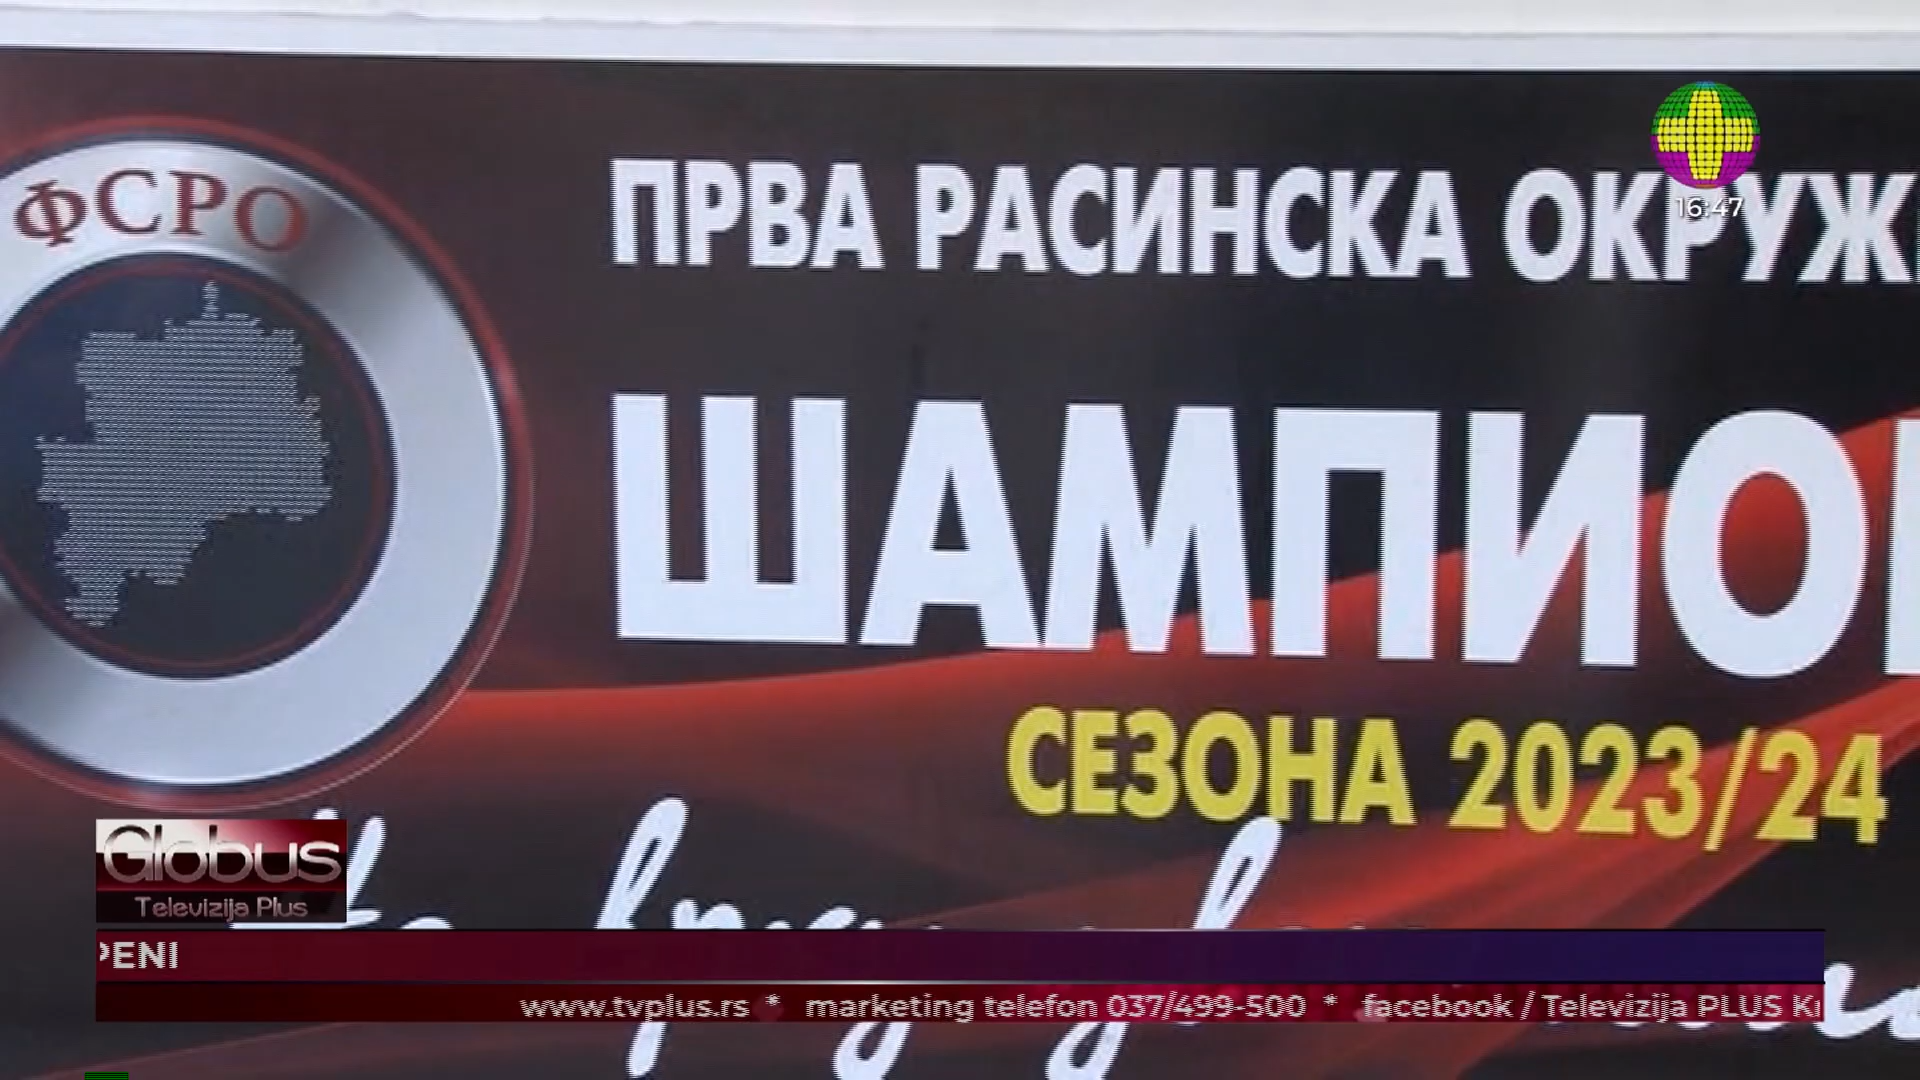 ФСРО
ПРВА РАСИНСКА ОКРУЖ
16:47
ШАМПИО
СЕЗОНА 2023/24
Globus
Televizija Plus
PENI
www.tvplus.rs * marketing telefon 037/499-500 * facebook / Televizija PLUS K